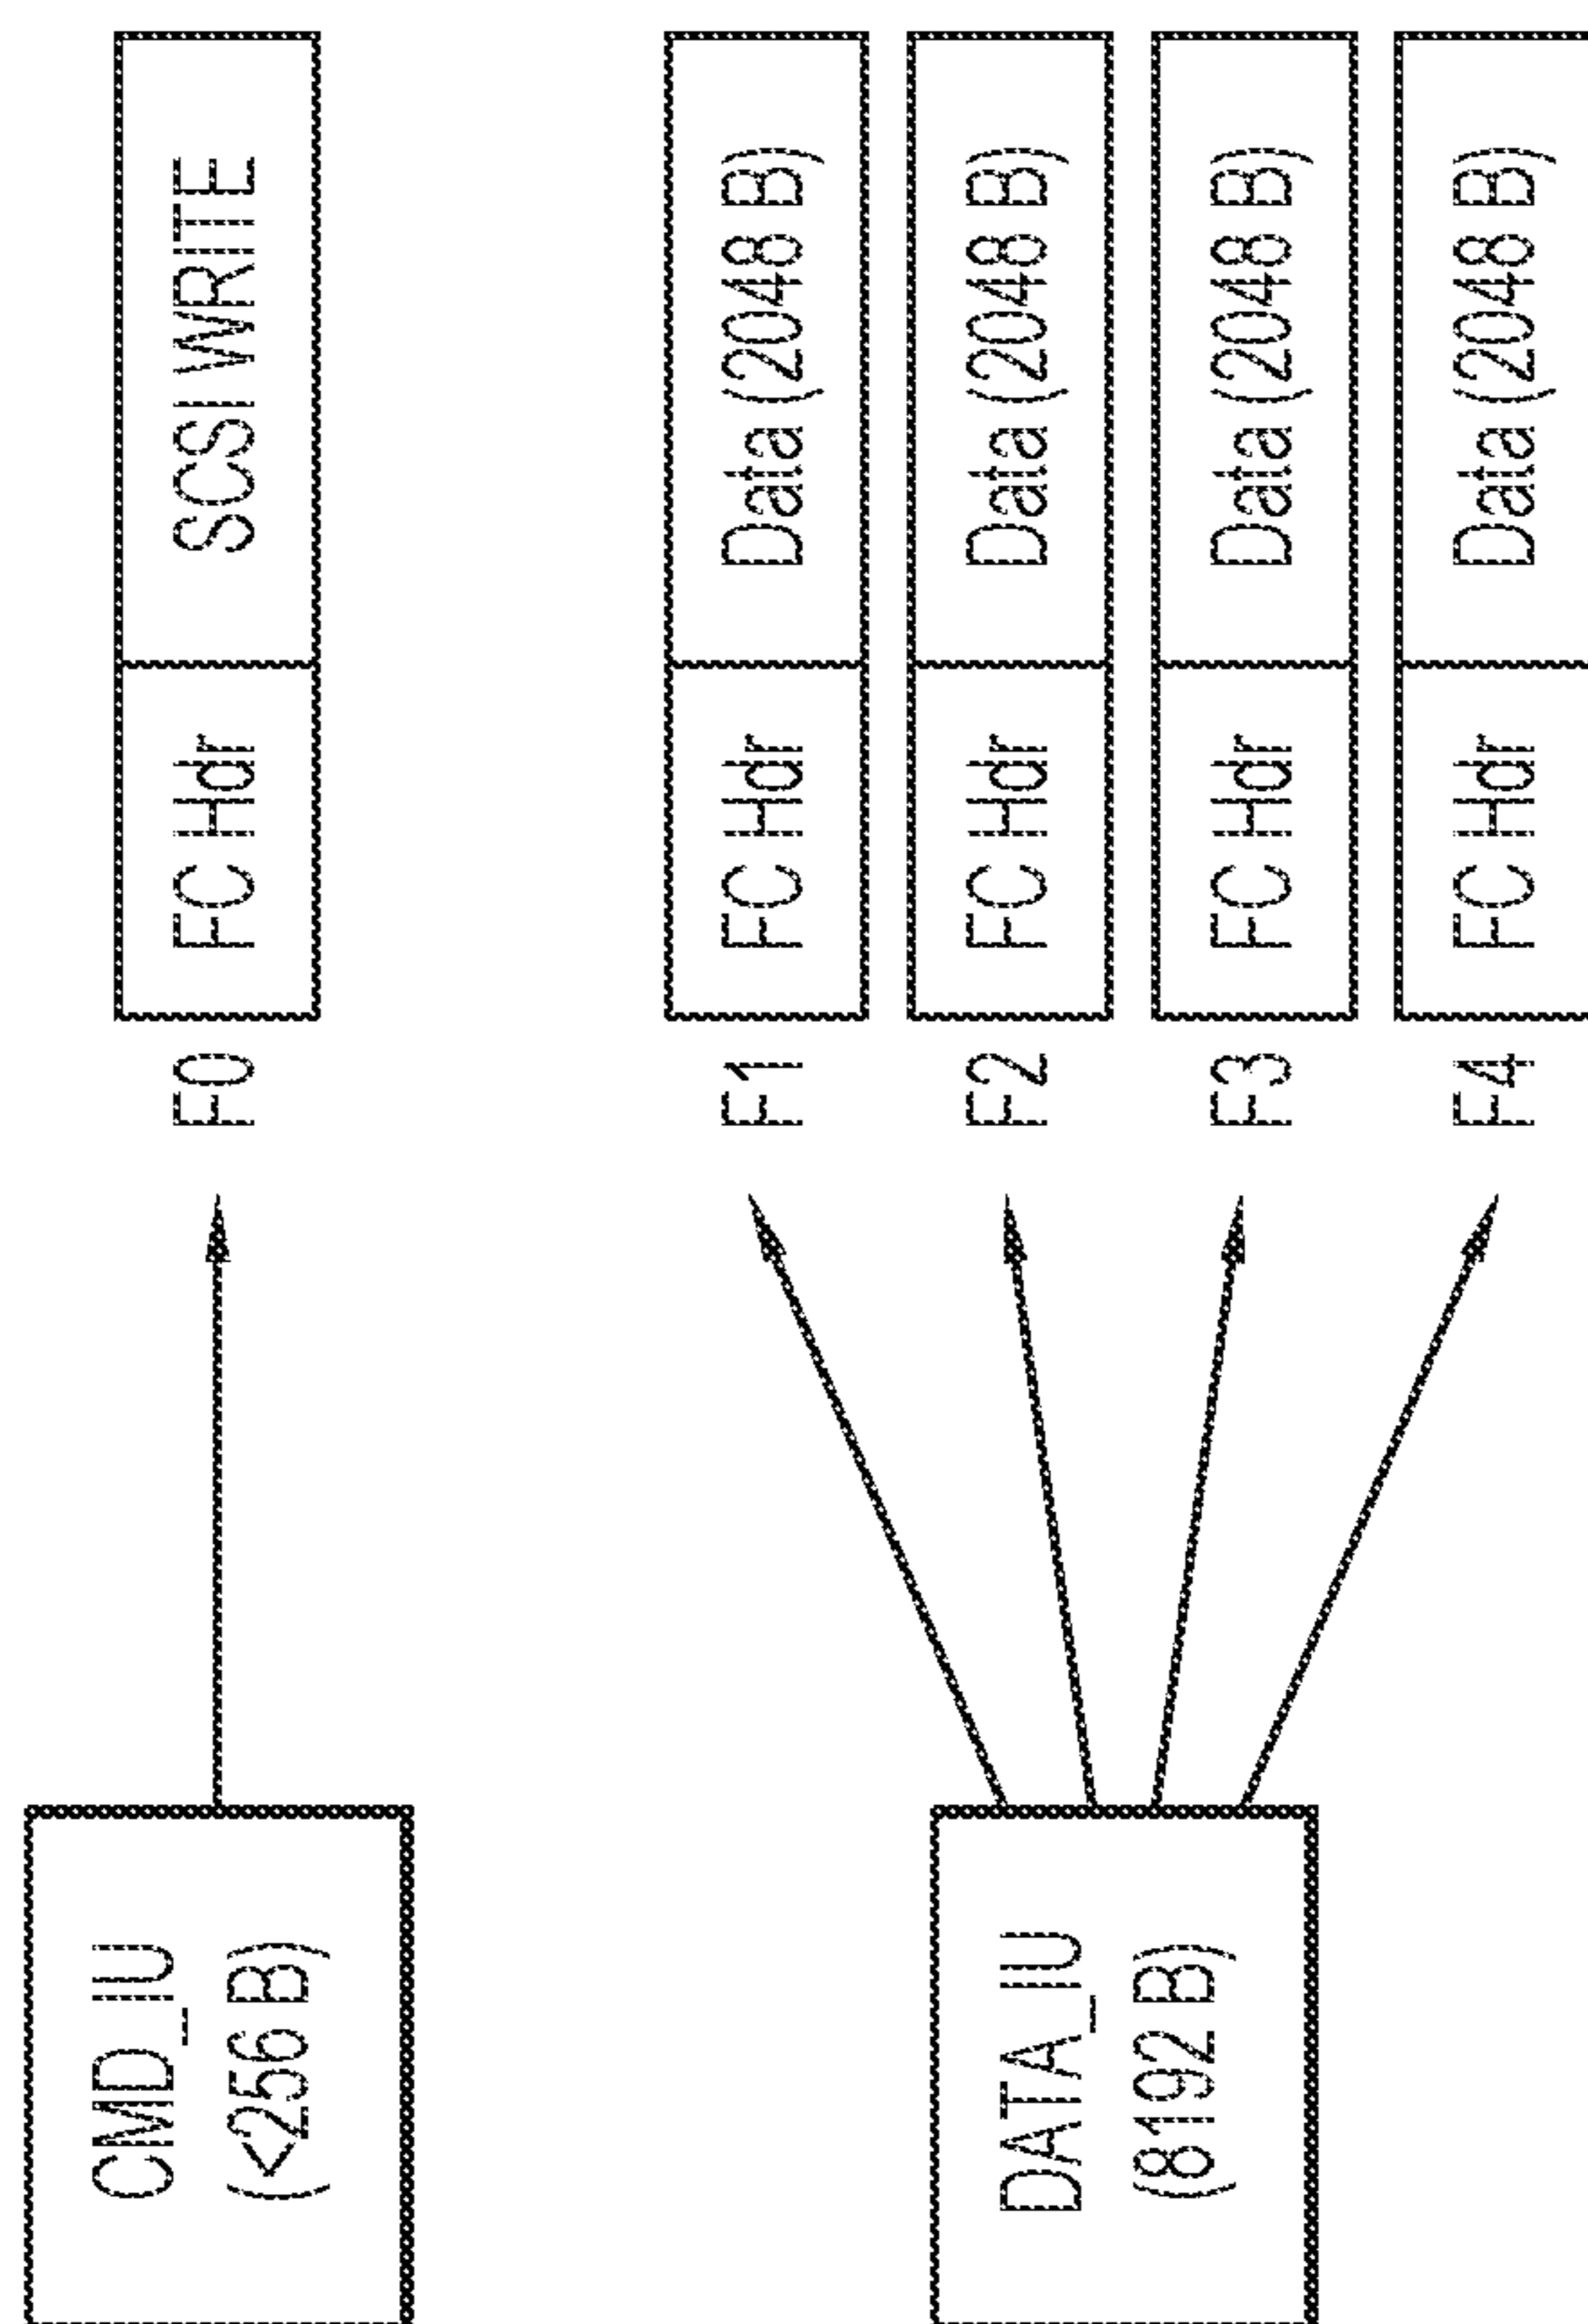 CMD_IU
(<256 B)
F0 FC Hdr SCSI WRITE
DATA_IU
(8192 B)
F1 FC Hdr Data (2048 B)
F2 FC Hdr Data (2048 B)
F3 FC Hdr Data (2048 B)
F4 FC Hdr Data (2048 B)